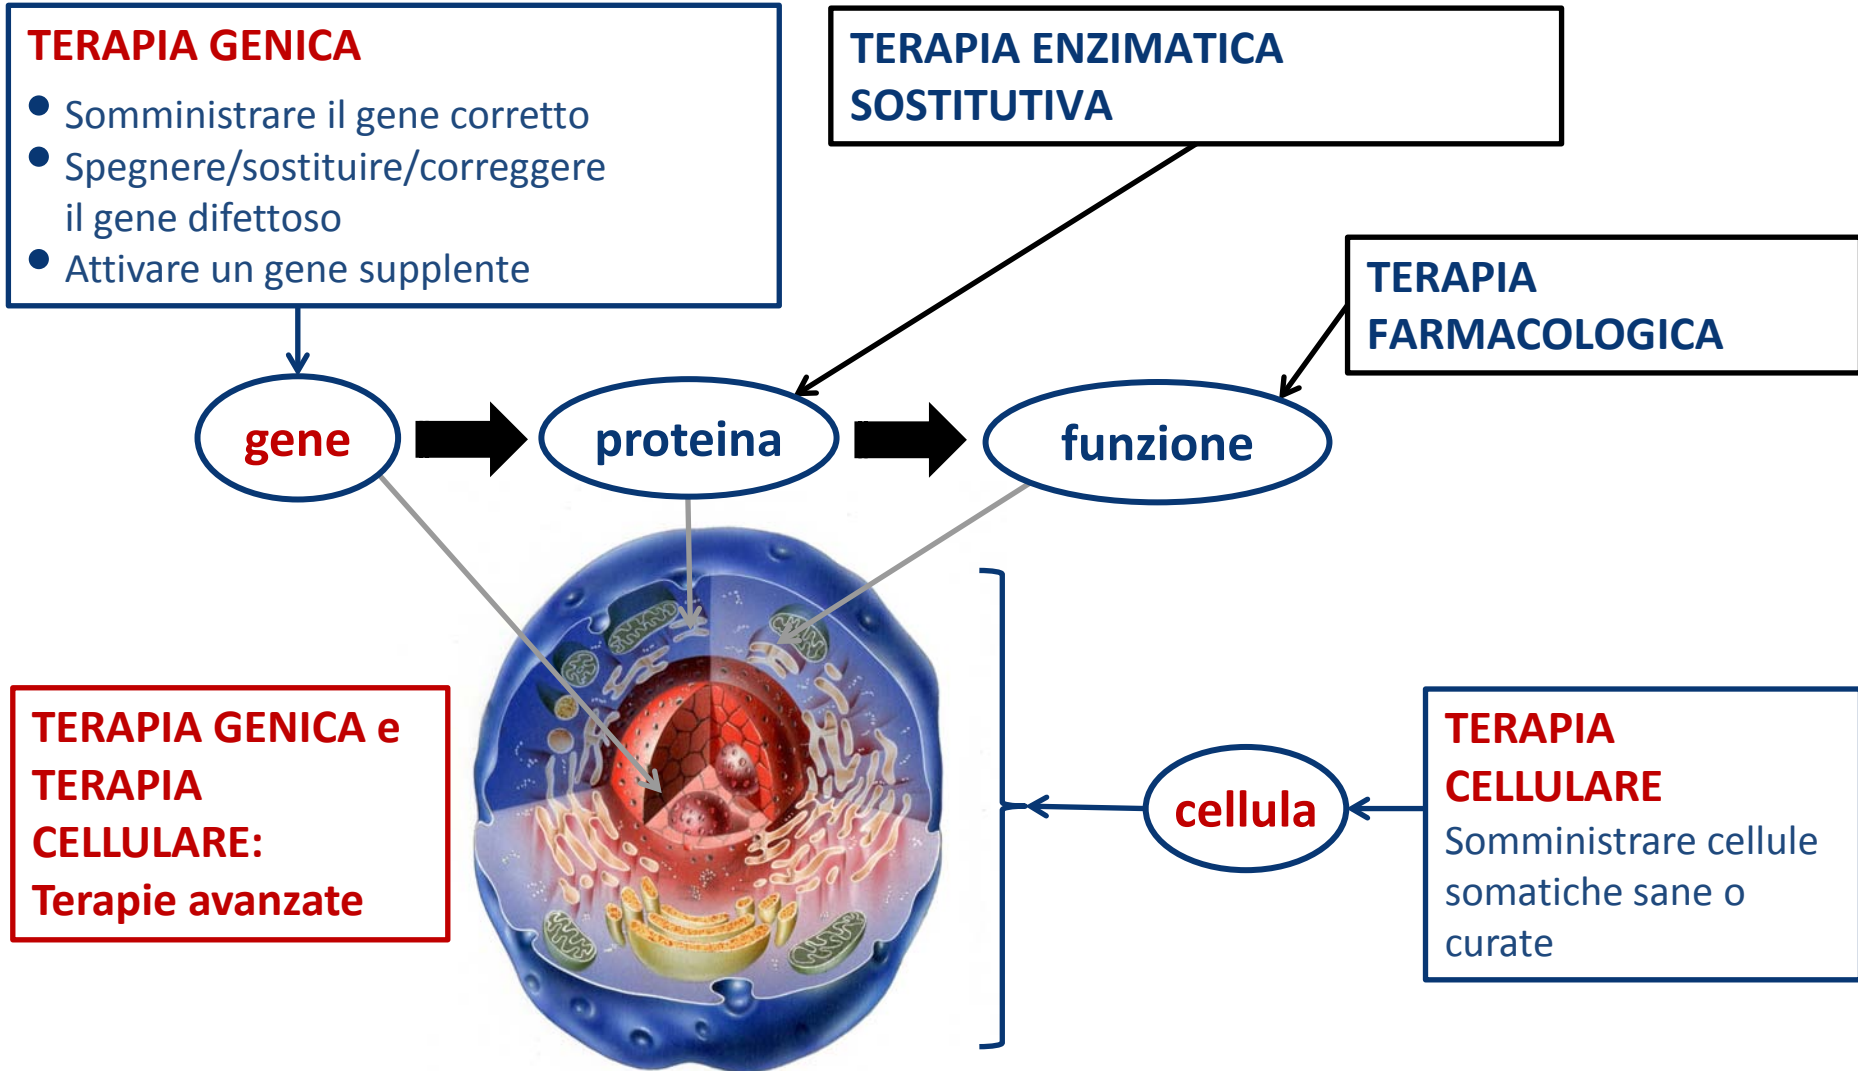 TERAPIA GENICA
• Somministrare il gene corretto
• Spegnere/sostituire/correggere
il gene difettoso
• Attivare un gene supplente
TERAPIA ENZIMATICA
SOSTITUTIVA
TERAPIA
FARMACOLOGICA
gene
proteina
funzione
TERAPIA GENICA e
TERAPIA
CELLULARE:
Terapie avanzate
cellula
TERAPIA
CELLULARE
Somministrare cellule
somatiche sane o
curate